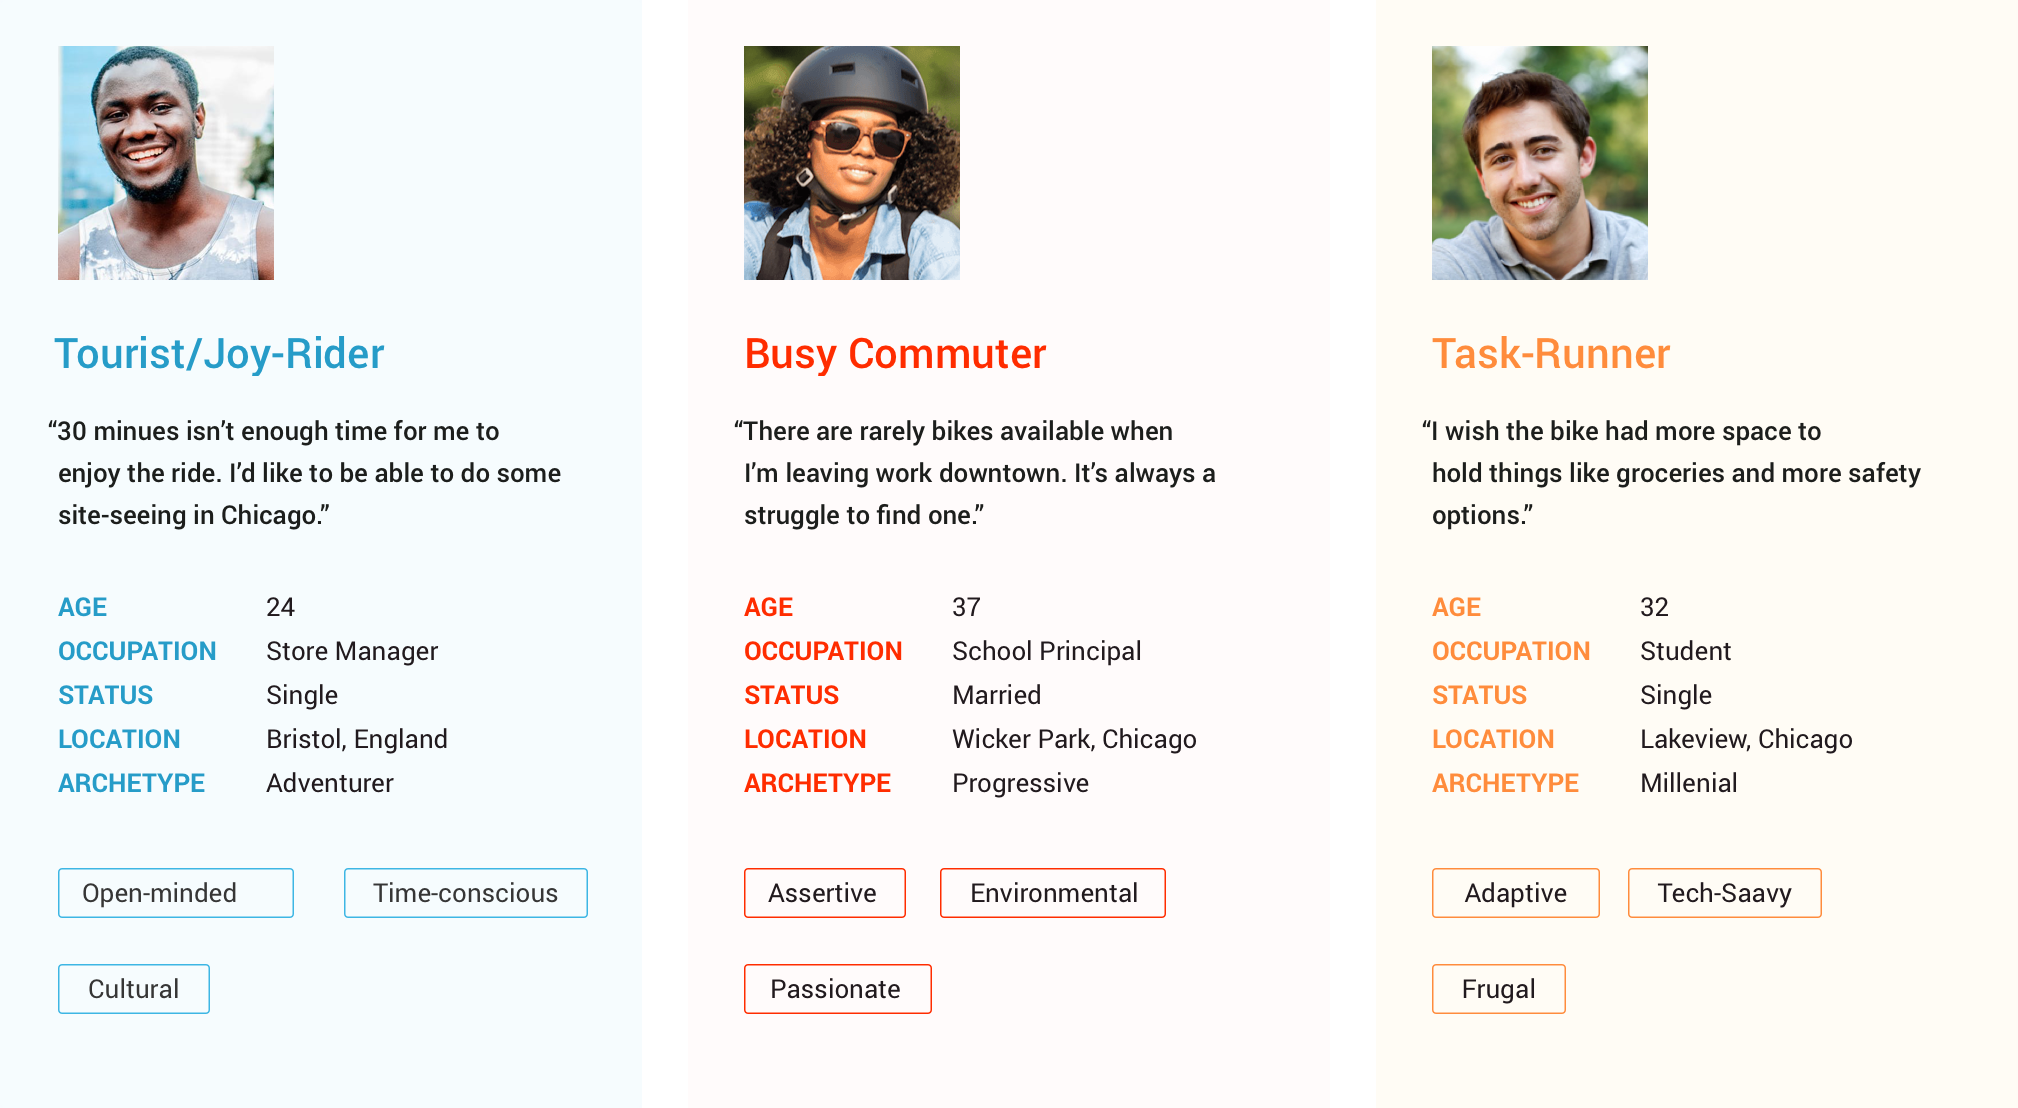 Tourist/Joy-Rider
“30 minues isn’t enough time for me to
enjoy the ride. I’d like to be able to do some
site-seeing in Chicago.”
AGE 24
OCCUPATION Store Manager
STATUS Single
LOCATION Bristol, England
ARCHETYPE Adventurer
Open-minded Time-conscious
Cultural
Busy Commuter
“There are rarely bikes available when
I’m leaving work downtown. It’s always a
struggle to find one.”
AGE 37
OCCUPATION School Principal
STATUS Married
LOCATION Wicker Park, Chicago
ARCHETYPE Progressive
Assertive Environmental
Passionate
Task-Runner
“I wish the bike had more space to
hold things like groceries and more safety
options.”
AGE 32
OCCUPATION Student
STATUS Single
LOCATION Lakeview, Chicago
ARCHETYPE Millenial
Adaptive Tech-Saavy
Frugal